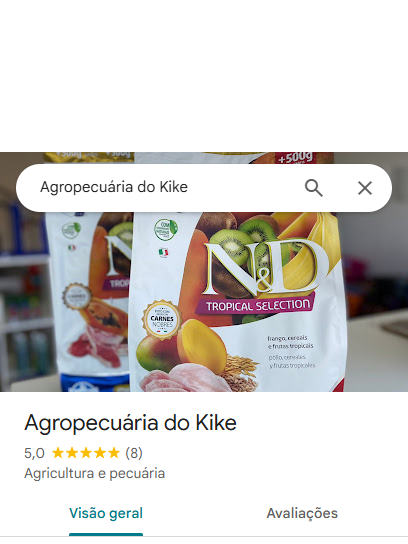 +500g
Agropecuária do Kike
N&D
TROPICAL SELECTION
ESPECIAL
CARNES
NOBRES
frango, cereais
e frutas tropicais
pollo, cereales
y frutas tropicales
Agropecuária do Kike
5,0 (8)
Agricultura e pecuária
Visão geral Avaliações